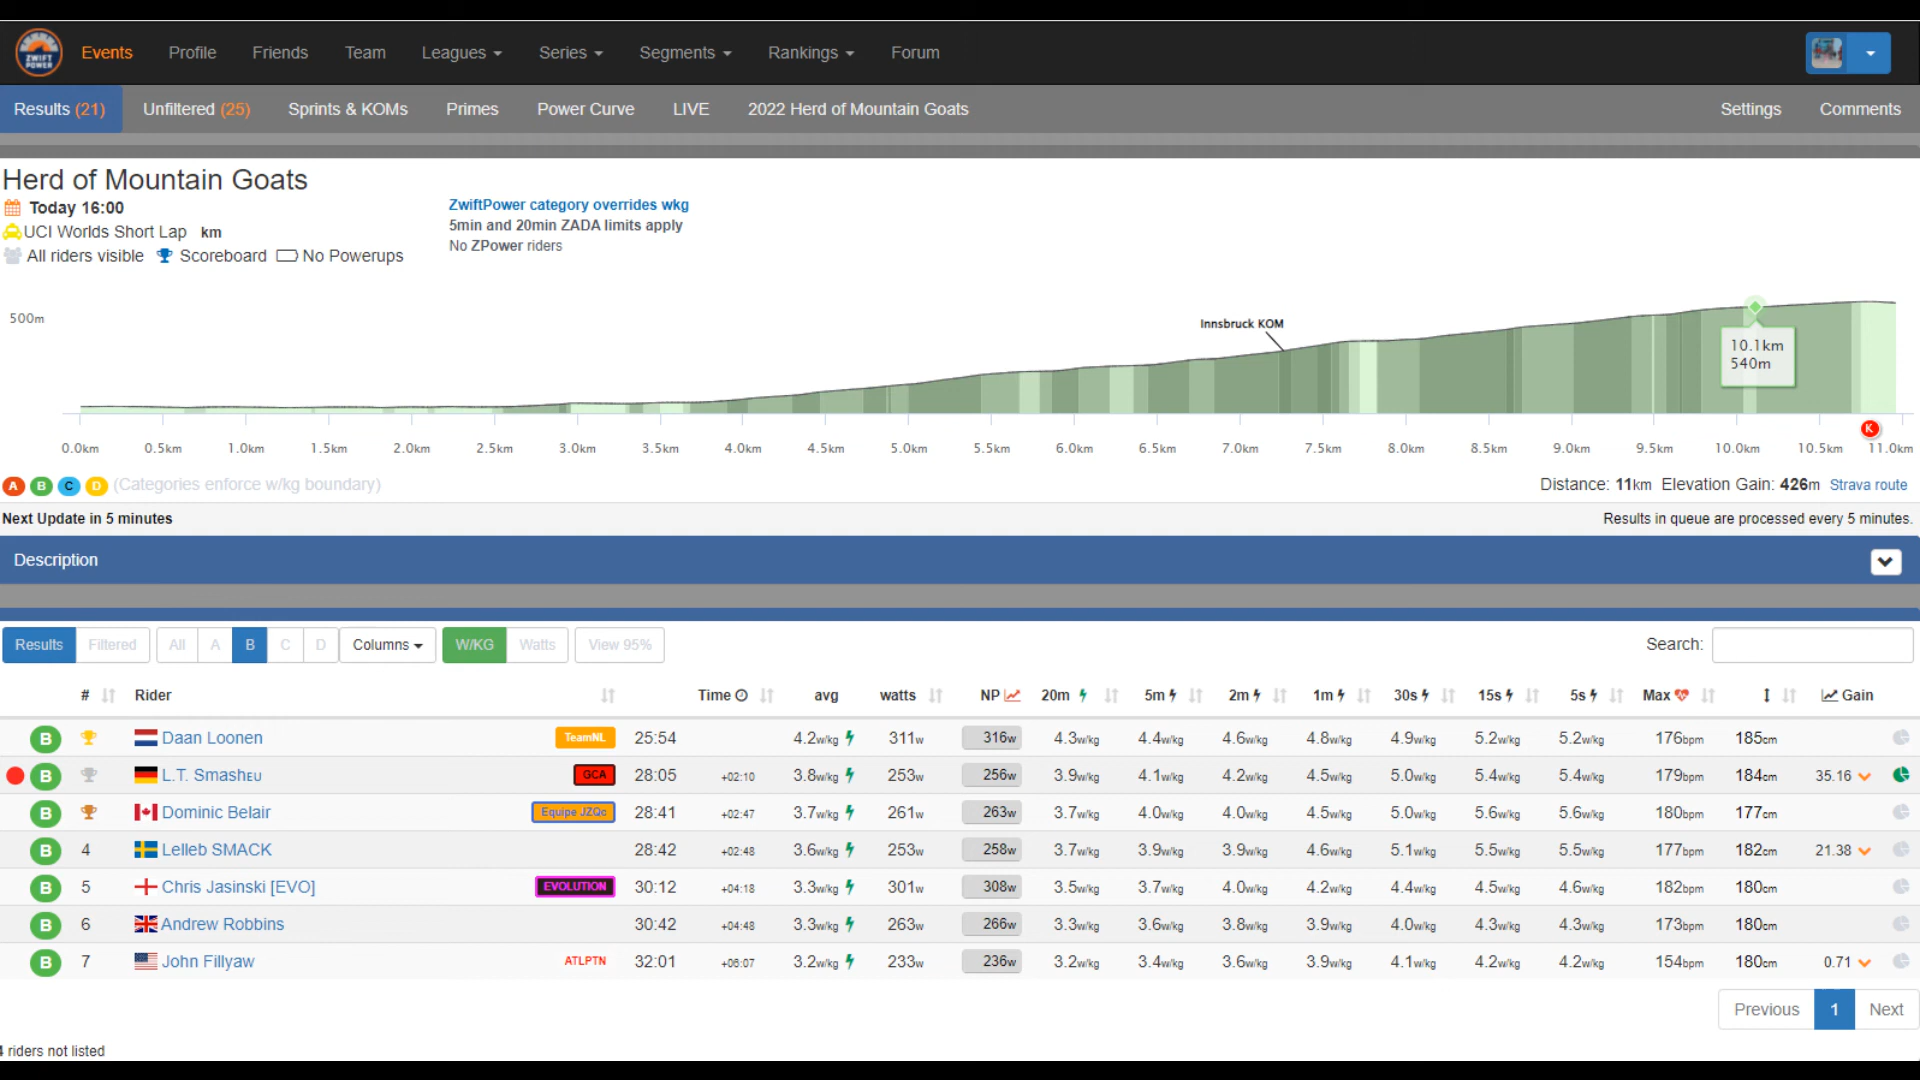 ZWIFT POWER Events Profile Friends Team Leagues Series Segments Rankings Forum
Results (21) Unfiltered (25) Sprints & KOMs Primes Power Curve LIVE 2022 Herd of Mountain Goats Settings Comments
Herd of Mountain Goats
Today 16:00
UCI Worlds Short Lap km
All riders visible Scoreboard No Powerups
ZwiftPower category overrides wkg
5min and 20min ZADA limits apply
No ZPower riders
500m
Innsbruck KOM
10.1km
540m
K
0.0km 0.5km 1.0km 1.5km 2.0km 2.5km 3.0km 3.5km 4.0km 4.5km 5.0km 5.5km 6.0km 6.5km 7.0km 7.5km 8.0km 8.5km 9.0km 9.5km 10.0km 10.5km 11.0km
A B C D (Categories enforce w/kg boundary) Distance: 11km Elevation Gain: 426m Strava route
Next Update in 5 minutes Results in queue are processed every 5 minutes.
Description
Results Filtered All A B C D Columns W/KG Watts View 95% Search:
# Rider Time avg watts NP 20m 5m 2m 1m 30s 15s 5s Max Gain
B Daan Loonen TeamNL 25:54 4.2w/kg 311w 316w 4.3w/kg 4.4w/kg 4.6w/kg 4.8w/kg 4.9w/kg 5.2w/kg 5.2w/kg 176bpm 185cm
B L.T. SmashEU GCA 28:05 +02:10 3.8w/kg 253w 256w 3.9w/kg 4.1w/kg 4.2w/kg 4.5w/kg 5.0w/kg 5.4w/kg 5.4w/kg 179bpm 184cm 35.16
B Dominic Belair Equipe JZQc 28:41 +02:47 3.7w/kg 261w 263w 3.7w/kg 4.0w/kg 4.0w/kg 4.5w/kg 5.0w/kg 5.6w/kg 5.6w/kg 180bpm 177cm
B 4 Lelleb SMACK 28:42 +02:48 3.6w/kg 253w 258w 3.7w/kg 3.9w/kg 3.9w/kg 4.6w/kg 5.1w/kg 5.5w/kg 5.5w/kg 177bpm 182cm 21.38
B 5 Chris Jasinski [EVO] EVOLUTION 30:12 +04:18 3.3w/kg 301w 308w 3.5w/kg 3.7w/kg 4.0w/kg 4.2w/kg 4.4w/kg 4.5w/kg 4.6w/kg 182bpm 180cm
B 6 Andrew Robbins 30:42 +04:48 3.3w/kg 263w 266w 3.3w/kg 3.6w/kg 3.8w/kg 3.9w/kg 4.0w/kg 4.3w/kg 4.3w/kg 173bpm 180cm
B 7 John Fillyaw ATLPTN 32:01 +06:07 3.2w/kg 233w 236w 3.2w/kg 3.4w/kg 3.6w/kg 3.9w/kg 4.1w/kg 4.2w/kg 4.2w/kg 154bpm 180cm 0.71
Previous 1 Next
4 riders not listed